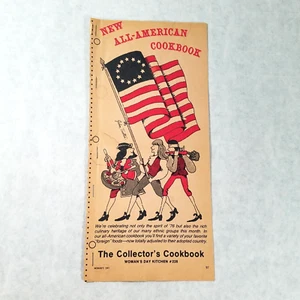 NEW
ALL-AMERICAN
COOKBOOK
We're celebrating not only the spirit of '76 but also the rich
culinary heritage of our many ethnic groups this month. In
our all-American cookbook you'll find a variety of your favorite
"foreign" foods—now totally adjusted to their adopted country.
The Collector's Cookbook
WOMAN'S DAY KITCHEN